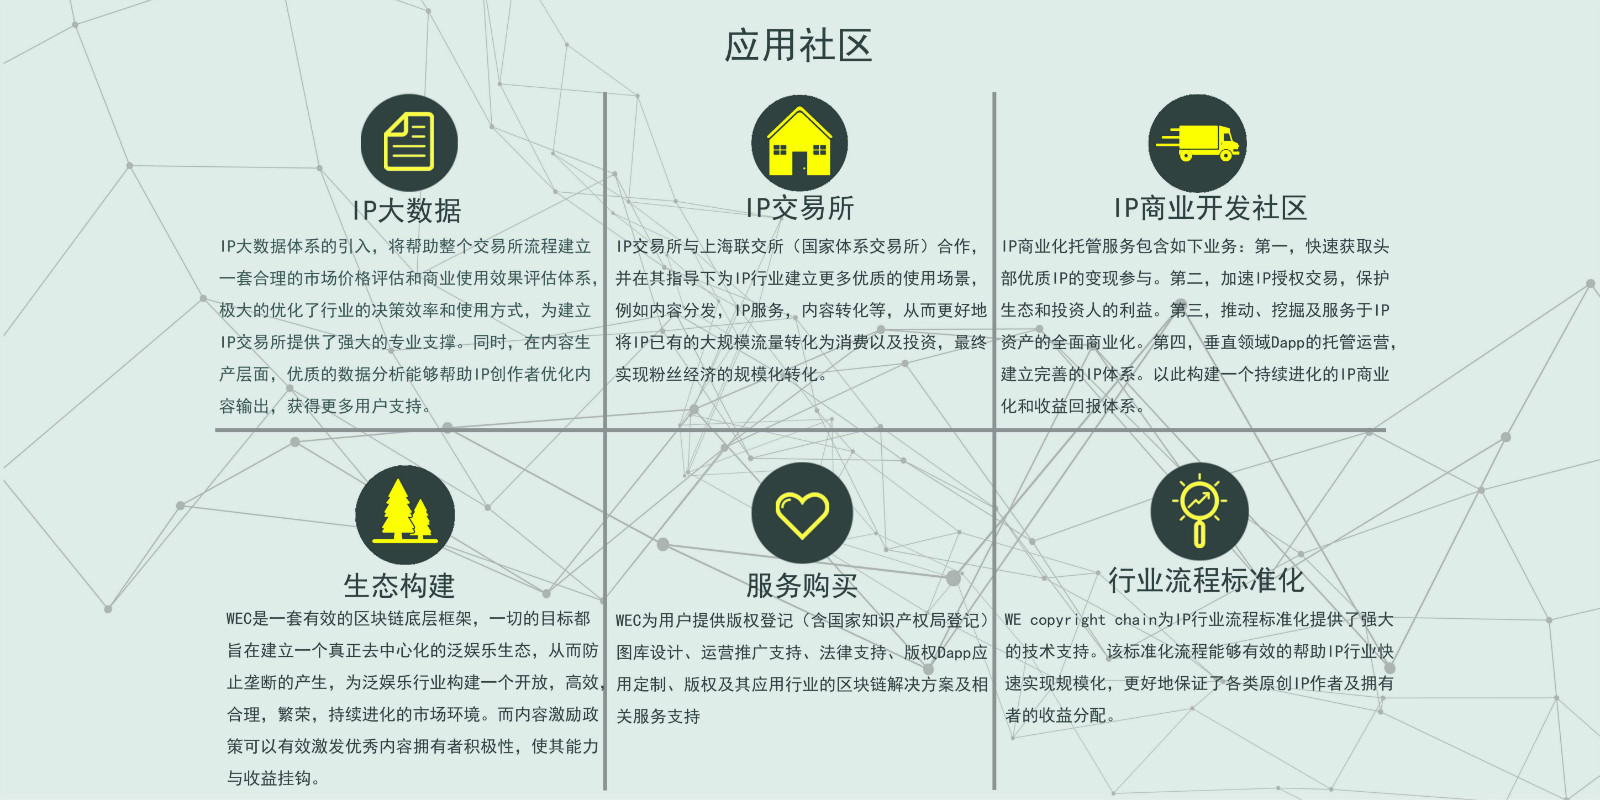 应用社区
IP大数据
IP大数据体系的引入，将帮助整个交易所流程建立
一套合理的市场价格评估和商业使用效果评估体系，
极大的优化了行业的决策效率和使用方式，为建立
IP交易所提供了强大的专业支撑。同时，在内容生
产层面，优质的数据分析能够帮助IP创作者优化内
容输出，获得更多用户支持。
IP交易所
IP交易所与上海联交所（国家体系交易所）合作，
并在其指导下为IP行业建立更多优质的使用场景，
例如内容分发，IP服务，内容转化等，从而更好地
将IP已有的大规模流量转化为消费以及投资，最终
实现粉丝经济的规模化转化。
IP商业开发社区
IP商业化托管服务包含如下业务：第一，快速获取头
部优质IP的变现参与。第二，加速IP授权交易，保护
生态和投资人的利益。第三，推动、挖掘及服务于IP
资产的全面商业化。第四，垂直领域Dapp的托管运营，
建立完善的IP体系。以此构建一个持续进化的IP商业
化和收益回报体系。
生态构建
WEC是一套有效的区块链底层框架，一切的目标都
旨在建立一个真正去中心化的泛娱乐生态，从而防
止垄断的产生，为泛娱乐行业构建一个开放，高效，
合理，繁荣，持续进化的市场环境。而内容激励政
策可以有效激发优秀内容拥有者积极性，使其能力
与收益挂钩。
服务购买
WEC为用户提供版权登记（含国家知识产权局登记）
图库设计、运营推广支持、法律支持、版权Dapp应
用定制、版权及其应用行业的区块链解决方案及相
关服务支持
行业流程标准化
WE copyright chain为IP行业流程标准化提供了强大
的技术支持。该标准化流程能够有效的帮助IP行业快
速实现规模化，更好地保证了各类原创IP作者及拥有
者的收益分配。